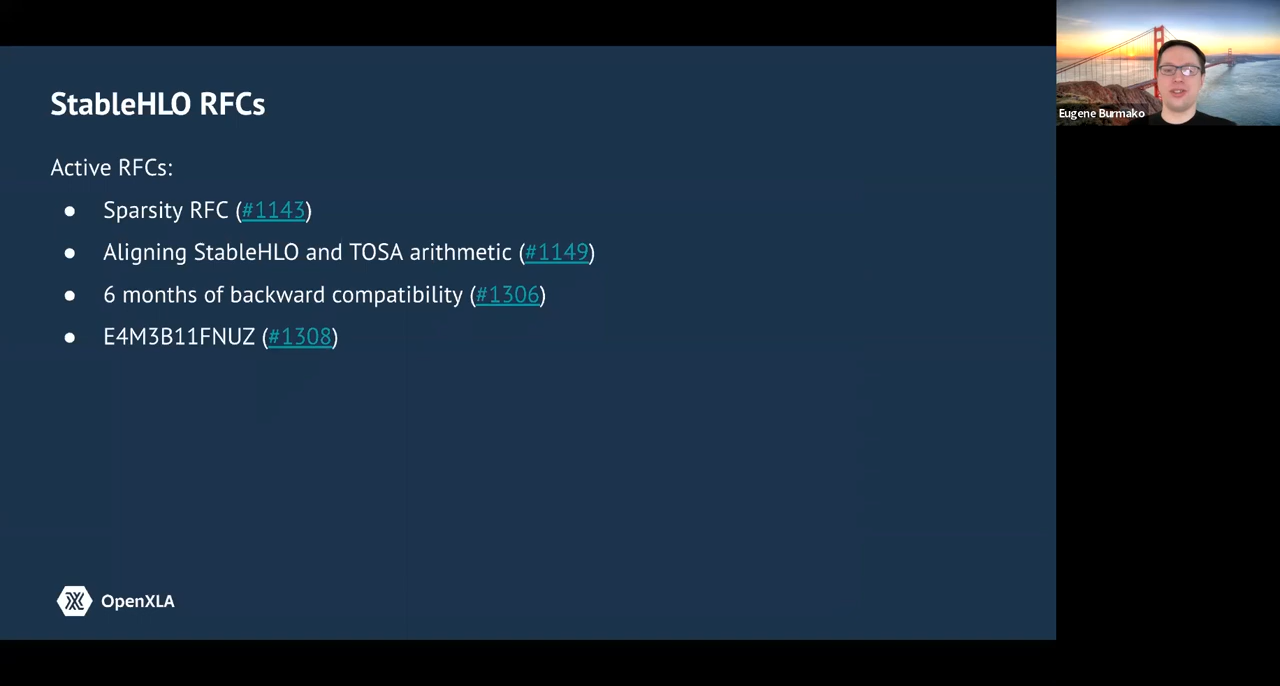 StableHLO RFCs
Active RFCs:
● Sparsity RFC (#1143)
● Aligning StableHLO and TOSA arithmetic (#1149)
● 6 months of backward compatibility (#1306)
● E4M3B11FNUZ (#1308)
OpenXLA
Eugene Burmako